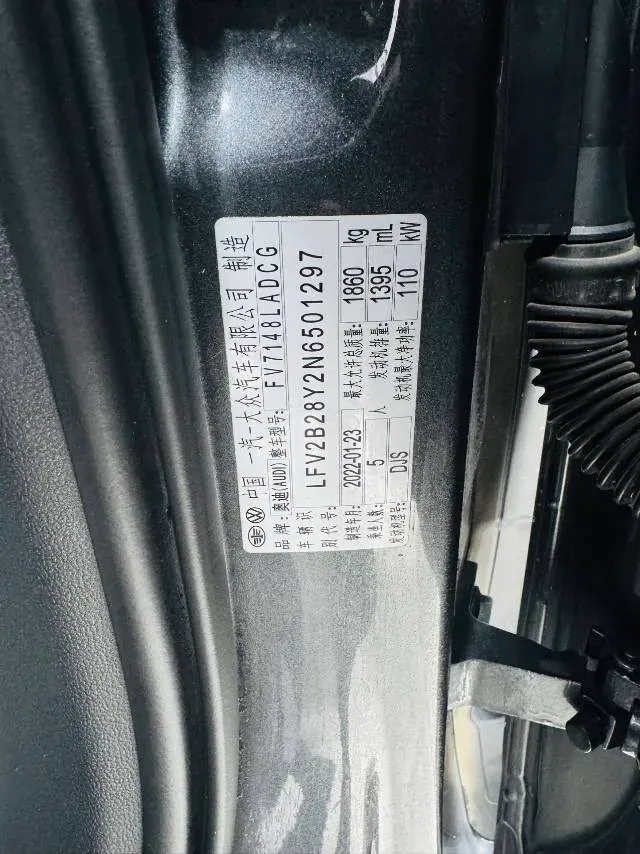 中国 一汽-大众汽车有限公司 制造
品牌: 奥迪(AUDI) 整车型号: FV7148LADCG
车辆识别代号: LFV2B28Y2N6501297
制造年月: 2022-01-23 最大允许总质量: 1860 kg
乘坐人数: 5 人 发动机排量: 1395 mL
发动机型号: DJS 发动机最大净功率: 110 kW